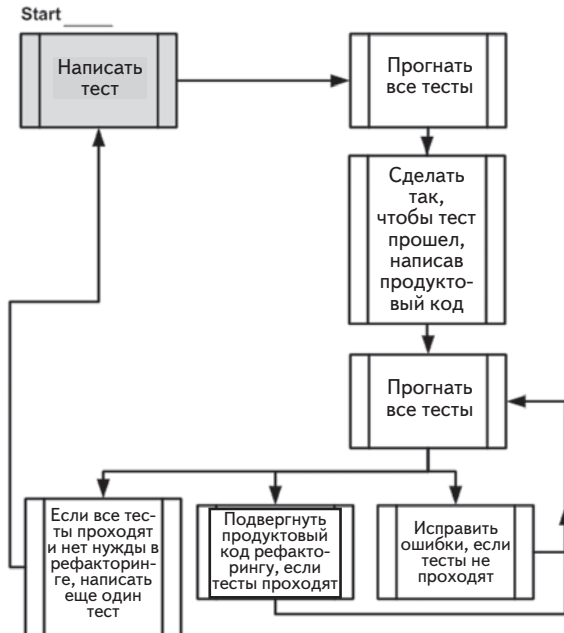 Start_____
Написать
тест
Прогнать
все тесты
Сделать
так,
чтобы тест
прошел,
написав
продукто-
вый код
Прогнать
все тесты
Если все тес-
ты проходят
и нет нужды в
рефакторин-
ге, написать
еще один
тест
Подвергнуть
продуктовый
код рефакто-
рингу, если
тесты проходят
Исправить
ошибки, если
тесты не
проходят